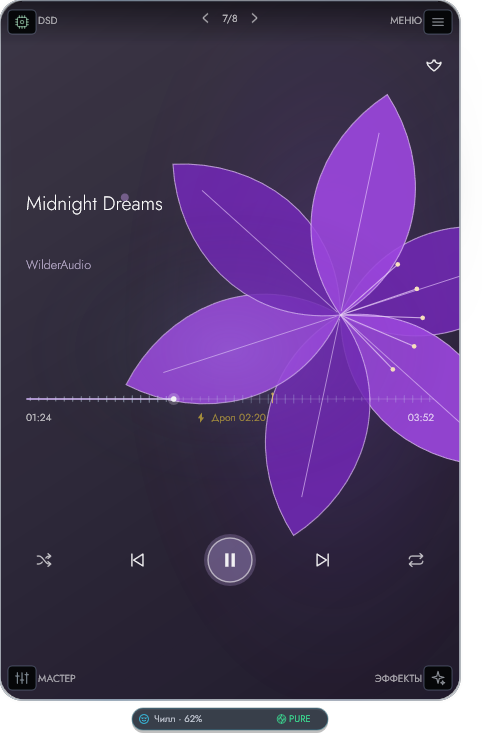 DSD
7/8
МЕНЮ
Midnight Dreams
WilderAudio
01:24
Дроп 02:20
03:52
МАСТЕР
ЭФФЕКТЫ
Чилл · 62%
PURE